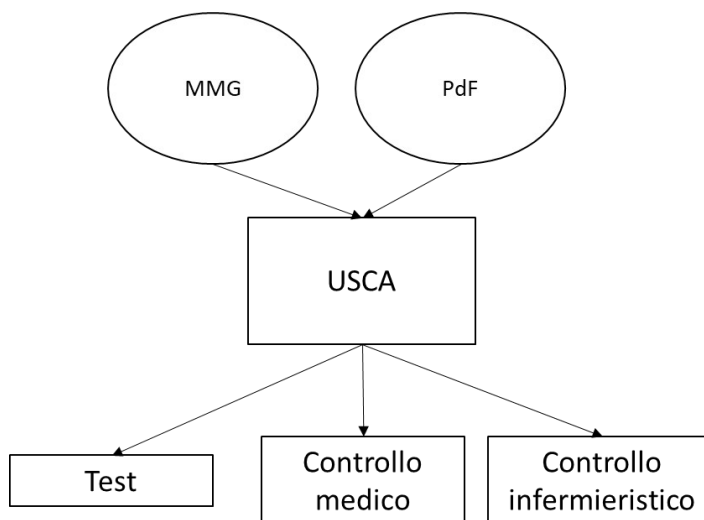 MMG
PdF
USCA
Test
Controllo
medico
Controllo
infermieristico